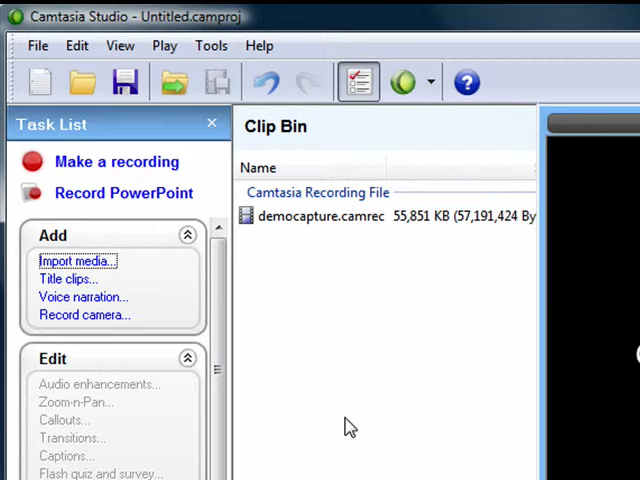 Camtasia Studio - Untitled.camproj
File Edit View Play Tools Help
Task List
Clip Bin
Make a recording
Name
Record PowerPoint
Camtasia Recording File
democapture.camrec 55,851 KB (57,191,424 By
Add
Import media...
Title clips...
Voice narration...
Record camera...
Edit
Audio enhancements...
Zoom-n-Pan...
Callouts...
Transitions...
Captions...
Flash quiz and survey...